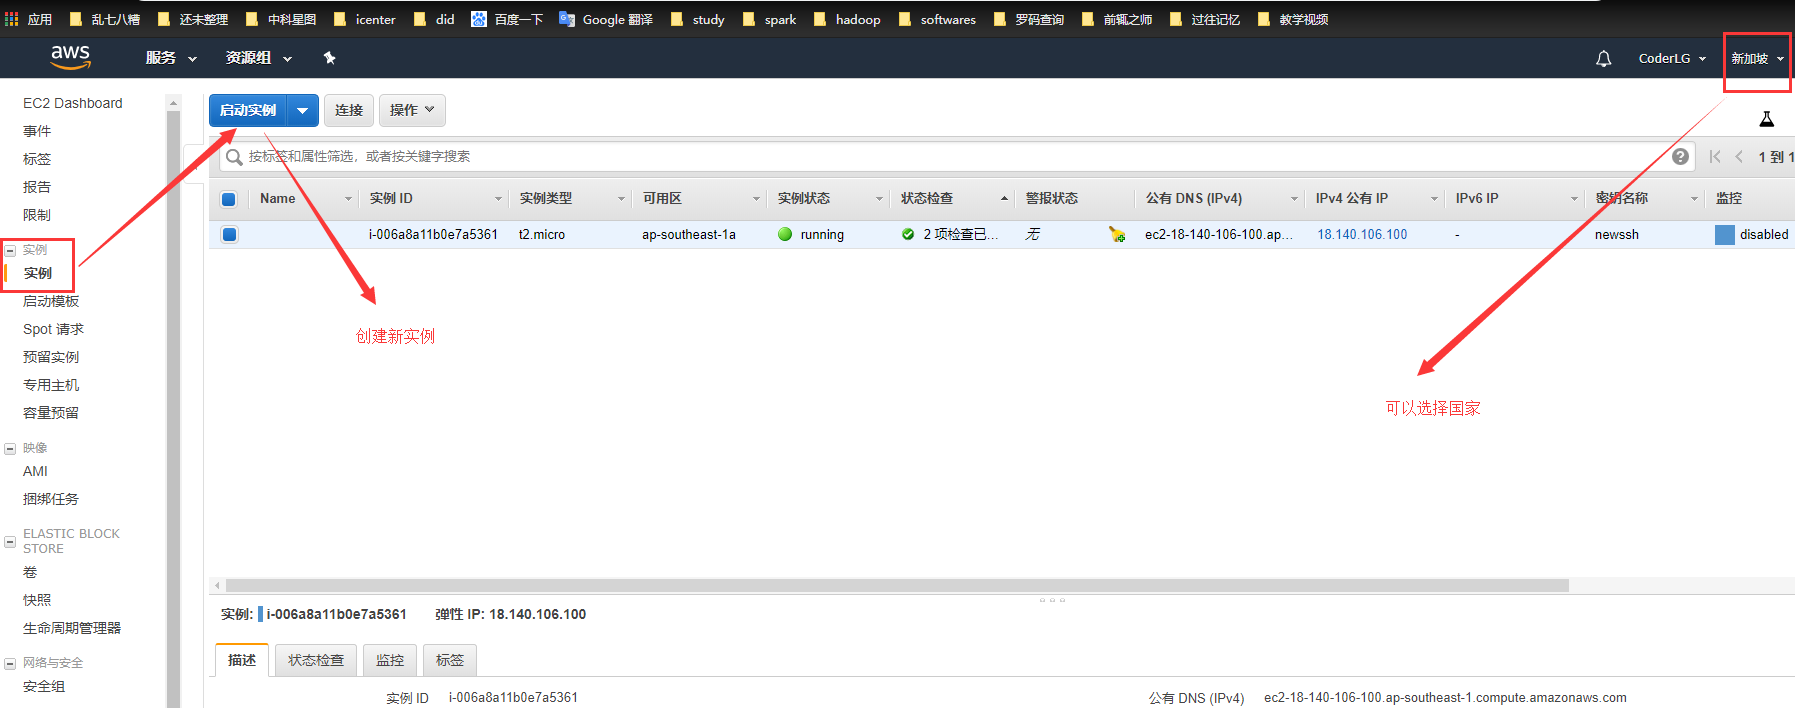 应用 乱七八糟 还未整理 中科星图 icenter did 百度一下 Google 翻译 study spark hadoop softwares 罗码查询 前辄之师 过往记忆 教学视频
aws 服务 资源组 CoderLG 新加坡
EC2 Dashboard
事件
标签
报告
限制
实例
实例
启动模板
Spot 请求
预留实例
专用主机
容量预留
映像
AMI
捆绑任务
ELASTIC BLOCK
STORE
卷
快照
生命周期管理器
网络与安全
安全组
启动实例 连接 操作
按标签和属性筛选，或者按关键字搜索 1 到 1
Name 实例 ID 实例类型 可用区 实例状态 状态检查 警报状态 公有 DNS (IPv4) IPv4 公有 IP IPv6 IP 密钥名称 监控
i-006a8a11b0e7a5361 t2.micro ap-southeast-1a running 2 项检查已... 无 ec2-18-140-106-100.ap... 18.140.106.100 - newssh disabled
创建新实例
可以选择国家
实例: i-006a8a11b0e7a5361 弹性 IP: 18.140.106.100
描述 状态检查 监控 标签
实例 ID i-006a8a11b0e7a5361 公有 DNS (IPv4) ec2-18-140-106-100.ap-southeast-1.compute.amazonaws.com